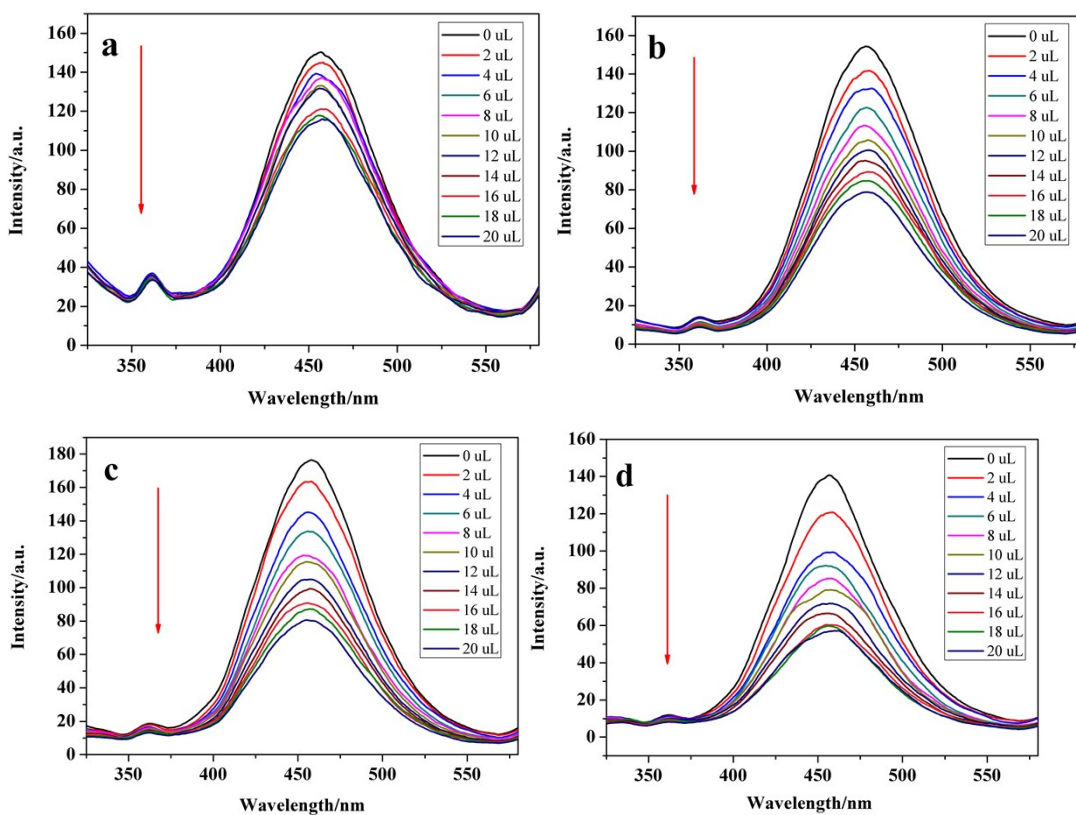 a
Intensity/a.u.
160
140
120
100
80
60
40
20
0
350
400
450
500
550
Wavelength/nm
0 uL
2 uL
4 uL
6 uL
8 uL
10 uL
12 uL
14 uL
16 uL
18 uL
20 uL
b
Intensity/a.u.
160
140
120
100
80
60
40
20
0
350
400
450
500
550
Wavelength/nm
0 uL
2 uL
4 uL
6 uL
8 uL
10 uL
12 uL
14 uL
16 uL
18 uL
20 uL
c
Intensity/a.u.
180
160
140
120
100
80
60
40
20
0
350
400
450
500
550
Wavelength/nm
0 uL
2 uL
4 uL
6 uL
8 uL
10 ul
12 uL
14 uL
16 uL
18 uL
20 uL
d
Intensity/a.u.
160
140
120
100
80
60
40
20
0
350
400
450
500
550
Wavelength/nm
0 uL
2 uL
4 uL
6 uL
8 uL
10 uL
12 uL
14 uL
16 uL
18 uL
20 uL